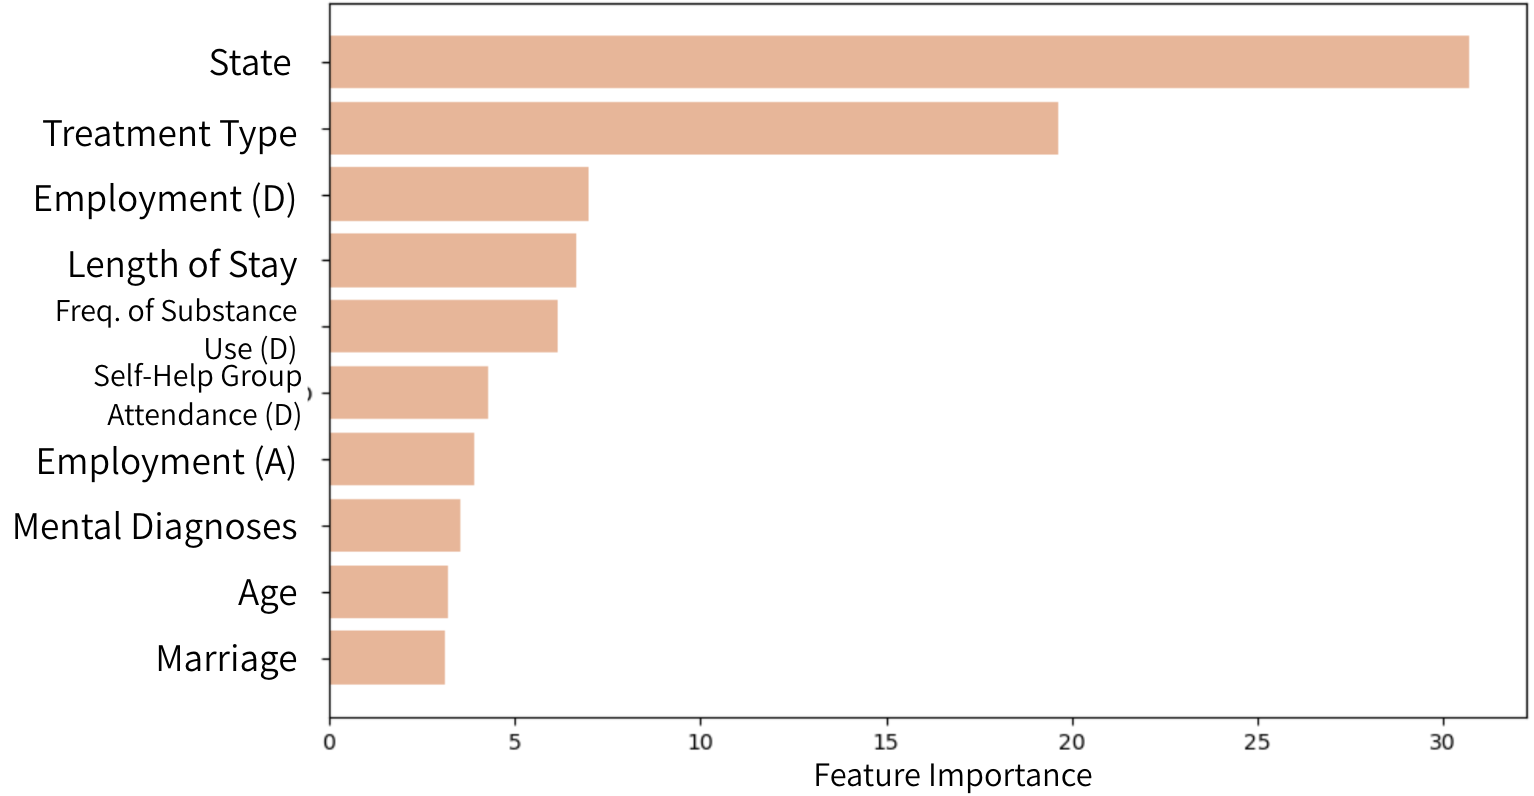 State
Treatment Type
Employment (D)
Length of Stay
Freq. of Substance
Use (D)
Self-Help Group
Attendance (D)
Employment (A)
Mental Diagnoses
Age
Marriage
0 5 10 15 20 25 30
Feature Importance